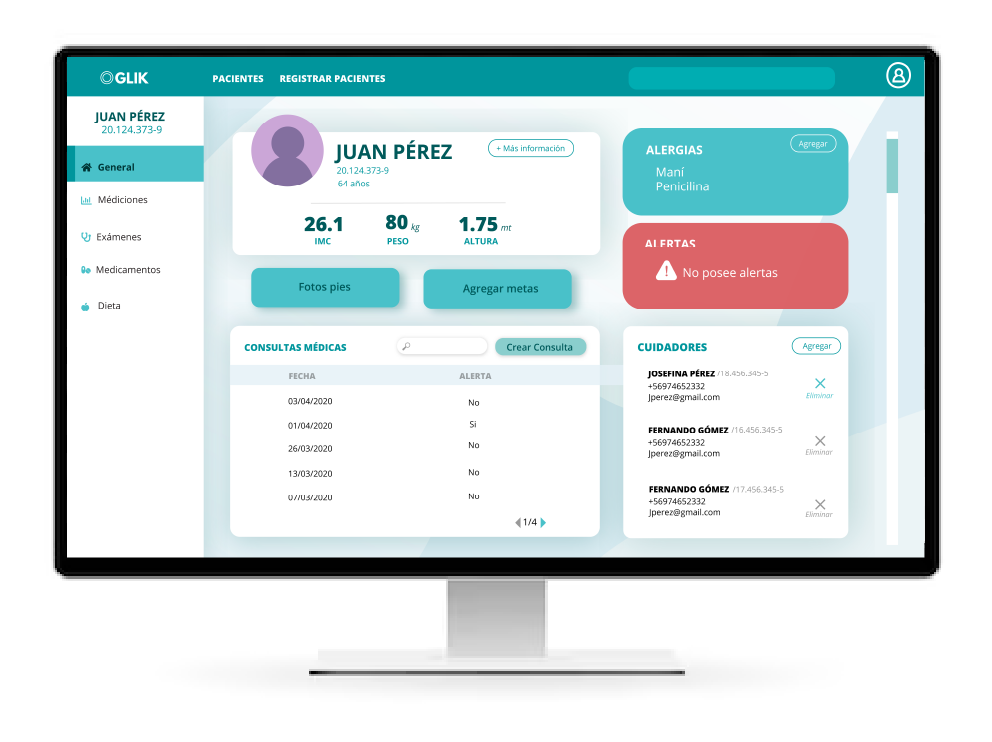 GLIK
PACIENTES REGISTRAR PACIENTES
JUAN PÉREZ
20.124.373-9
General
Médiciones
Exámenes
Medicamentos
Dieta
JUAN PÉREZ
+ Más información
20.124.373-9
64 años
26.1 80 kg 1.75 mt
IMC PESO ALTURA
Fotos pies
Agregar metas
ALERGIAS
Agregar
Maní
Penicilina
ALERTAS
No posee alertas
CONSULTAS MÉDICAS
Crear Consulta
FECHA ALERTA
03/04/2020 No
01/04/2020 Si
26/03/2020 No
13/03/2020 No
07/03/2020 No
1/4
CUIDADORES
Agregar
JOSEFINA PÉREZ /18.456.345-5
+56974652332
Jperez@gmail.com
Eliminar
FERNANDO GÓMEZ /16.456.345-5
+56974652332
Jperez@gmail.com
Eliminar
FERNANDO GÓMEZ /17.456.345-5
+56974652332
Jperez@gmail.com
Eliminar